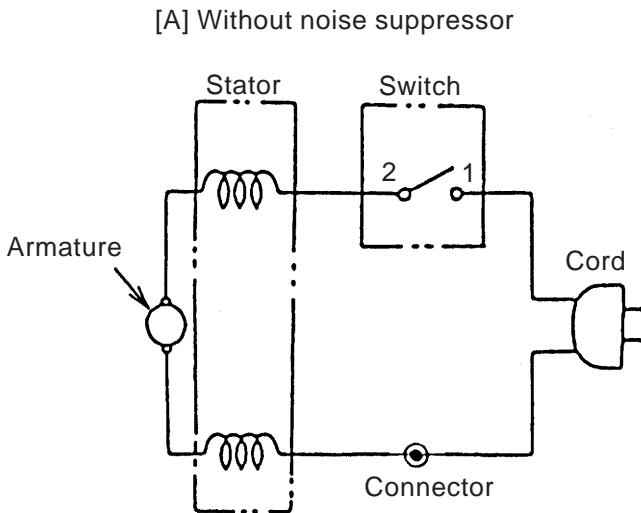 [A] Without noise suppressor
Stator
Switch
2
1
Armature
Cord
Connector